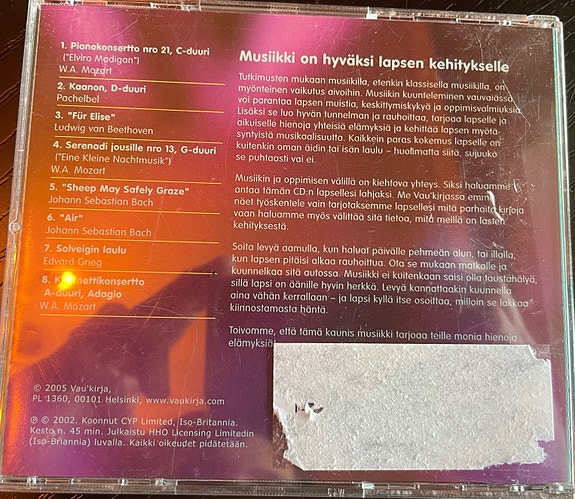 1. Pianokonsertto nro 21, C-duuri
("Elvira Madigan")
W.A. Mozart
2. Kaanon, D-duuri
Pachelbel
3. "Für Elise"
Ludwig van Beethoven
4. Serenadi jousille nro 13, G-duuri
("Eine Kleine Nachtmusik")
W.A. Mozart
5. "Sheep May Safely Graze"
Johann Sebastian Bach
6. "Air"
Johann Sebastian Bach
7. Solveigin laulu
Edvard Grieg
8.
A-duuri, Adagio
W.A. Mozart
Musiikki on hyväksi lapsen kehitykselle
Tutkimusten mukaan musiikilla, etenkin klassisella musiikilla, on
myönteinen vaikutus aivoihin. Musiikin kuunteleminen vauvaiässä
voi parantaa lapsen muistia, keskittymiskykyä ja oppimisvalmiuksia.
Lisäksi se luo hyvän tunnelman ja rauhoittaa, tarjoaa lapselle ja
aikuiselle hienoja yhteisiä elämyksiä ja kehittää lapsen myötä-
syntyistä musikaalisuutta. Kaikkein paras kokemus lapselle on
kuitenkin oman äidin tai isän laulu – huolimatta siitä, sujuuko
se puhtaasti vai ei.
Musiikin ja oppimisen välillä on kiehtova yhteys. Siksi haluamme
antaa tämän CD:n lapsellesi lahjaksi. Me Vau'kirjassa emme
näet työskentele vain tarjotaksemme lapsellesi mitä parhaita kirjoja
vaan haluamme myös välittää sitä tietoa, mitä meillä on lasten
kehityksestä.
Soita levyä aamulla, kun haluat päivälle pehmeän alun, tai illalla,
kun lapsen pitäisi alkaa rauhoittua. Ota se mukaan matkalle ja
kuunnelkaa sitä autossa. Musiikki ei kuitenkaan saisi olla taustahälyä,
sillä lapsi on äänille hyvin herkkä. Levyä kannattaakin kuunnella
aina vähän kerrallaan – ja lapsi kyllä itse osoittaa, milloin se lakkaa
kiinnostamasta häntä.
Toivomme, että tämä kaunis musiikki tarjoaa teille monia hienoja
elämyksiä!
© 2005 Vau'kirja,
PL 1360, 00101 Helsinki, www.vaukirja.com
℗ © 2002. Koonnut CYP Limited, Iso-Britannia.
Kesto n. 45 min. Julkaistu HHO Licensing Limitedin
(Iso-Briannia) luvalla. Kaikki oikeudet pidätetään.